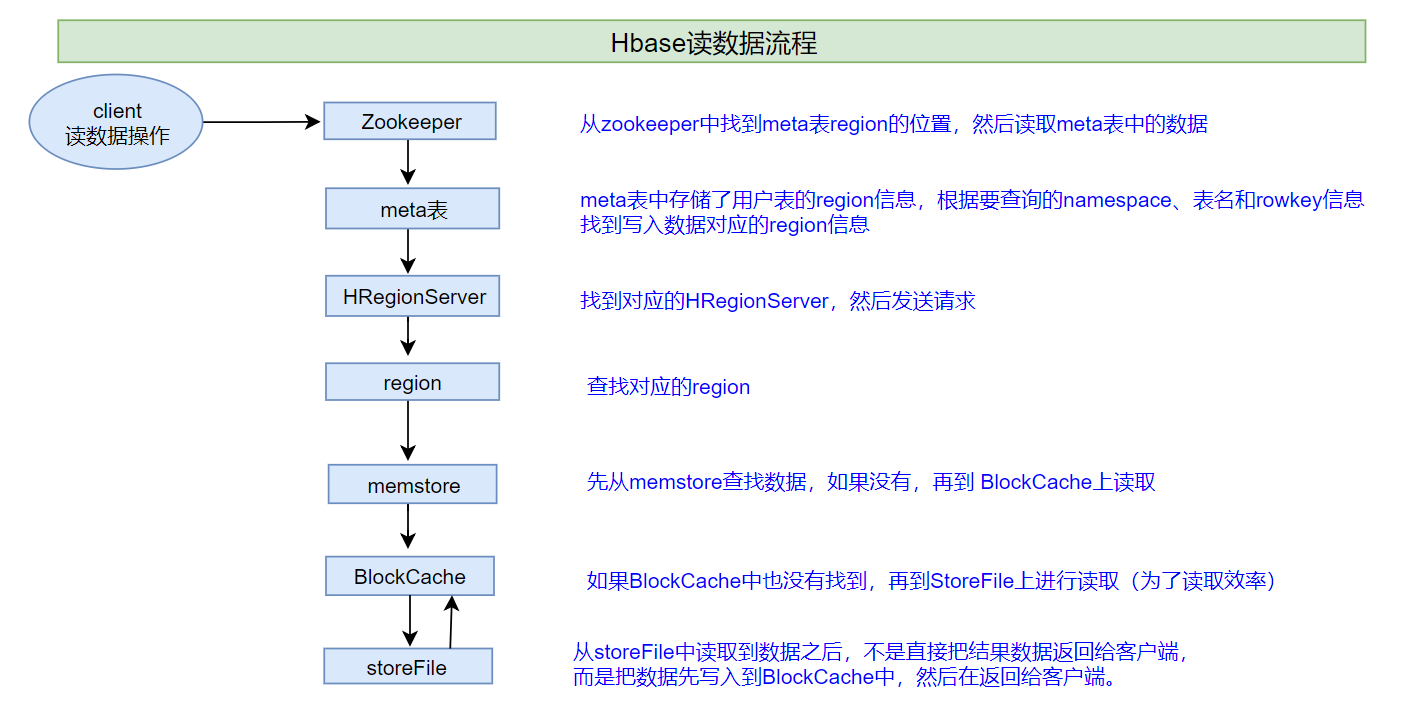 Hbase读数据流程
client
读数据操作
Zookeeper
从zookeeper中找到meta表region的位置，然后读取meta表中的数据
meta表
meta表中存储了用户表的region信息，根据要查询的namespace、表名和rowkey信息
找到写入数据对应的region信息
HRegionServer
找到对应的HRegionServer，然后发送请求
region
查找对应的region
memstore
先从memstore查找数据，如果没有，再到 BlockCache上读取
BlockCache
如果BlockCache中也没有找到，再到StoreFile上进行读取（为了读取效率）
storeFile
从storeFile中读取到数据之后，不是直接把结果数据返回给客户端，
而是把数据先写入到BlockCache中，然后在返回给客户端。